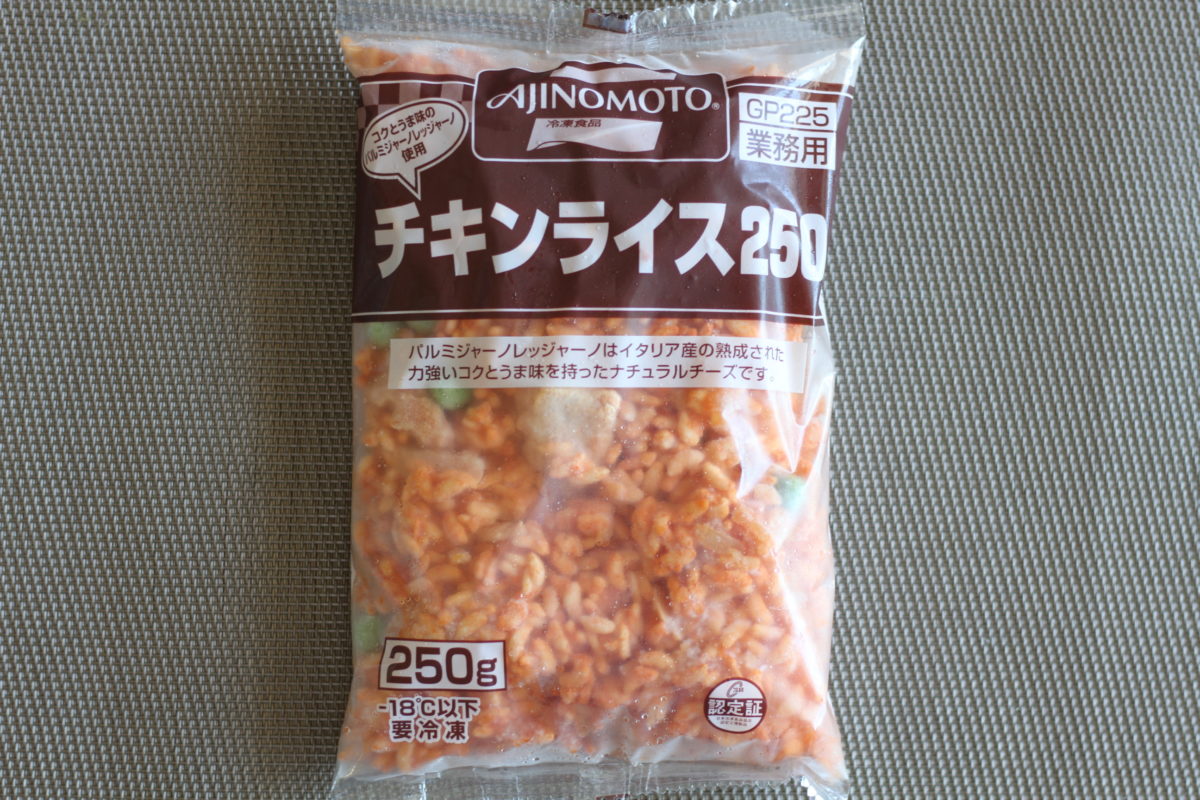 AJINOMOTO®
冷凍食品
GP225
業務用
コクとうま味の
パルミジャーノレッジャーノ
使用
チキンライス250
パルミジャーノレッジャーノはイタリア産の熟成された
力強いコクとうま味を持ったナチュラルチーズです。
250g
-18℃以下
要冷凍
認定証